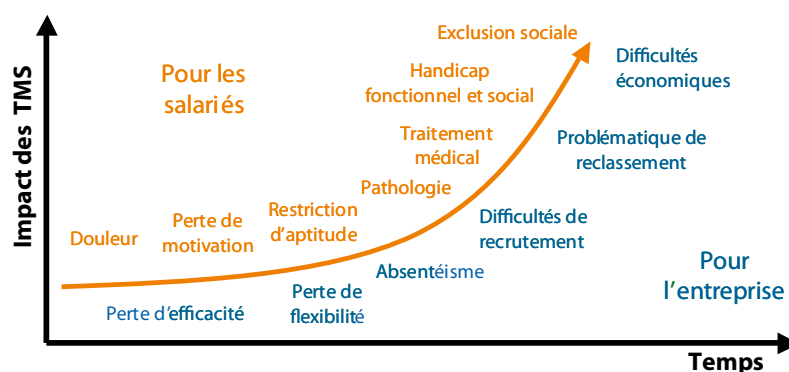 Impact des TMS
Pour les
salariés
Exclusion sociale
Handicap
fonctionnel et social
Traitement
médical
Pathologie
Restriction
d'aptitude
Perte de
motivation
Douleur
Difficultés
économiques
Problématique de
reclassement
Difficultés de
recrutement
Absentéisme
Perte de
flexibilité
Perte d'efficacité
Pour
l'entreprise
Temps